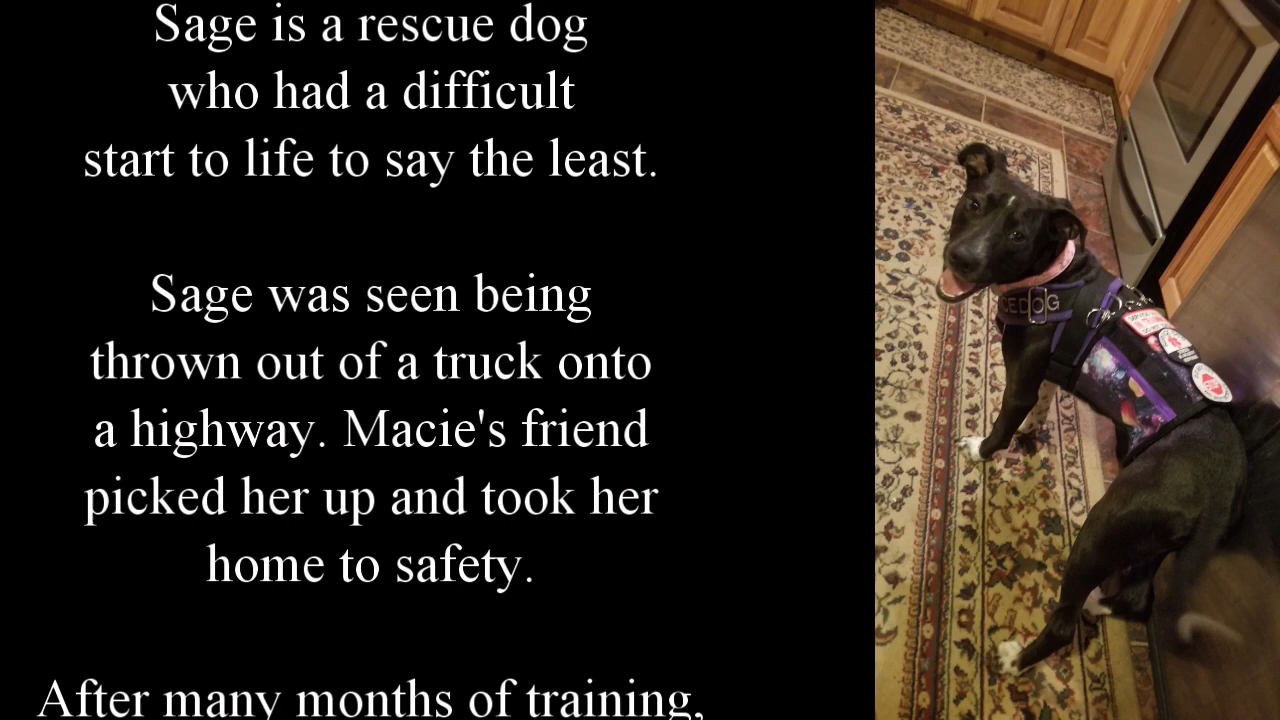 Sage is a rescue dog
who had a difficult
start to life to say the least.
Sage was seen being
thrown out of a truck onto
a highway. Macie's friend
picked her up and took her
home to safety.
After many months of training,
DOG